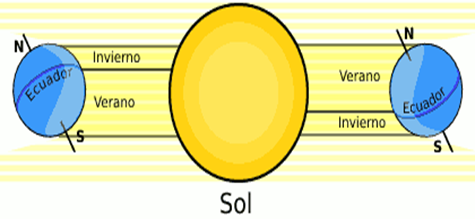 N
Invierno
Ecuador
Verano
S
N
Verano
Ecuador
Invierno
S
Sol